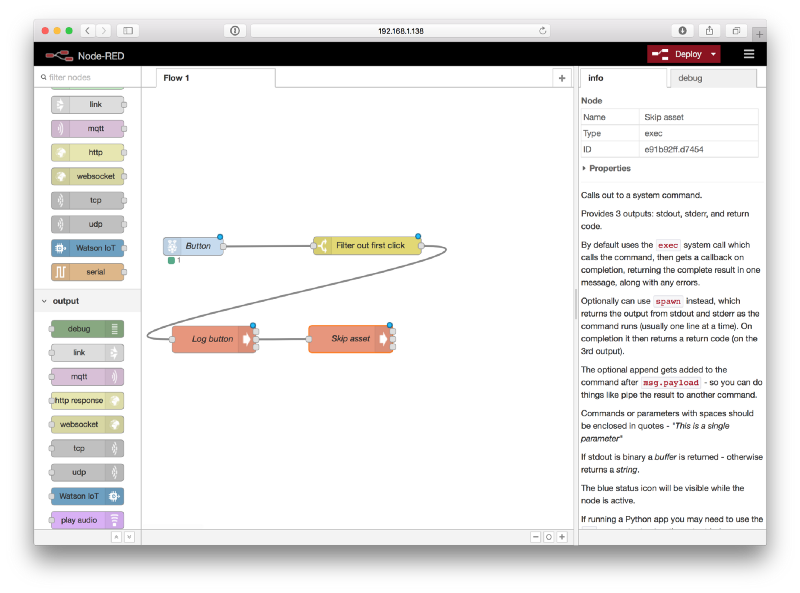 192.168.1.138
Node-RED
Deploy
filter nodes
link
mqtt
http
websocket
tcp
udp
Watson IoT
serial
output
debug
link
mqtt
http response
websocket
tcp
udp
Watson IoT
play audio
Flow 1
Button
1
Filter out first click
Log button
Skip asset
info
debug
Node
Name Skip asset
Type exec
ID e91b92ff.d7454
Properties
Calls out to a system command.
Provides 3 outputs: stdout, stderr, and return
code.
By default uses the exec system call which
calls the command, then gets a callback on
completion, returning the complete result in one
message, along with any errors.
Optionally can use spawn instead, which
returns the output from stdout and stderr as the
command runs (usually one line at a time). On
completion it then returns a return code (on the
3rd output).
The optional append gets added to the
command after msg.payload - so you can do
things like pipe the result to another command.
Commands or parameters with spaces should
be enclosed in quotes - "This is a single
parameter"
If stdout is binary a buffer is returned - otherwise
returns a string.
The blue status icon will be visible while the
node is active.
If running a Python app you may need to use the